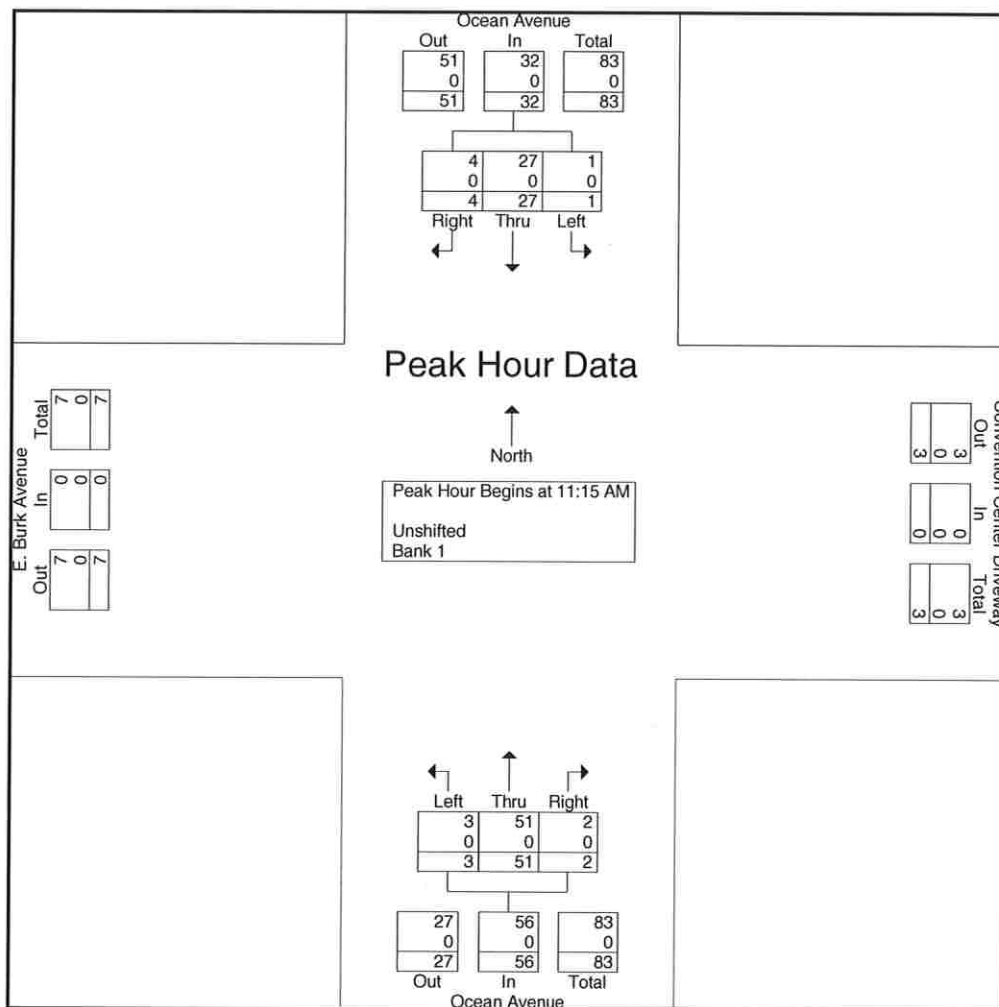 Ocean Avenue
Out In Total
51 32 83
0 0 0
51 32 83
4 27 1
0 0 0
4 27 1
Right Thru Left
Peak Hour Data
North
Peak Hour Begins at 11:15 AM
Unshifted
Bank 1
E. Burk Avenue
Out In Total
7 0 7
0 0 0
7 0 7
Convention Center Driveway
Out In Total
3 0 3
0 0 0
3 0 3
Left Thru Right
3 51 2
0 0 0
3 51 2
27 56 83
0 0 0
27 56 83
Out In Total
Ocean Avenue